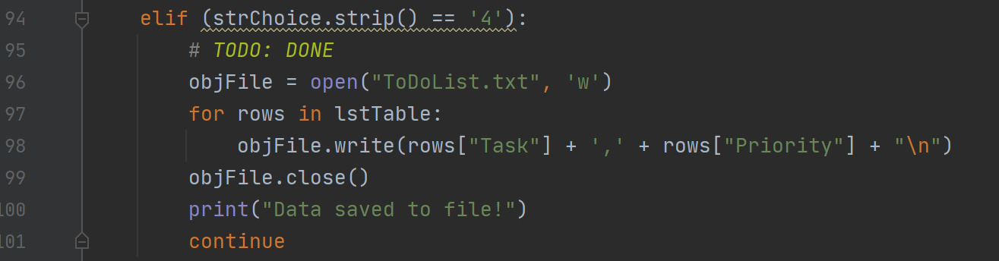 94 elif (strChoice.strip() == '4'):
95 # TODO: DONE
96 objFile = open("ToDoList.txt", 'w')
97 for rows in lstTable:
98 objFile.write(rows["Task"] + ',' + rows["Priority"] + "\n")
99 objFile.close()
100 print("Data saved to file!")
101 continue